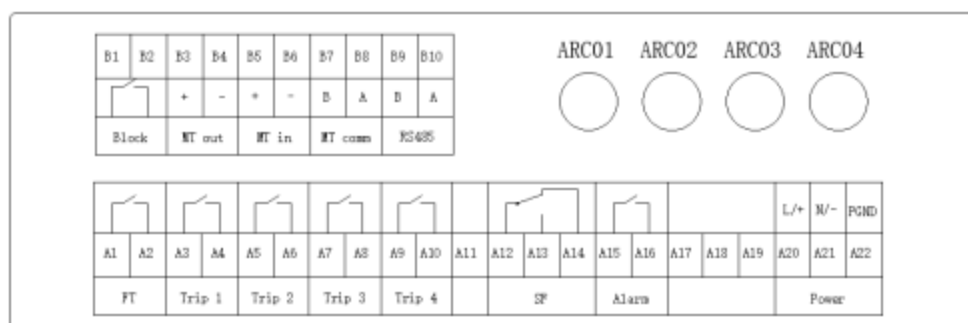 ARC01 ARC02 ARC03 ARC04
B1 B2 B3 B4 B5 B6 B7 B8 B9 B10
+ - + - B A B A
Block MT out MT in MT comm RS485
L/+ N/- PGND
A1 A2 A3 A4 A5 A6 A7 A8 A9 A10 A11 A12 A13 A14 A15 A16 A17 A18 A19 A20 A21 A22
FT Trip 1 Trip 2 Trip 3 Trip 4 SF Alarm Power